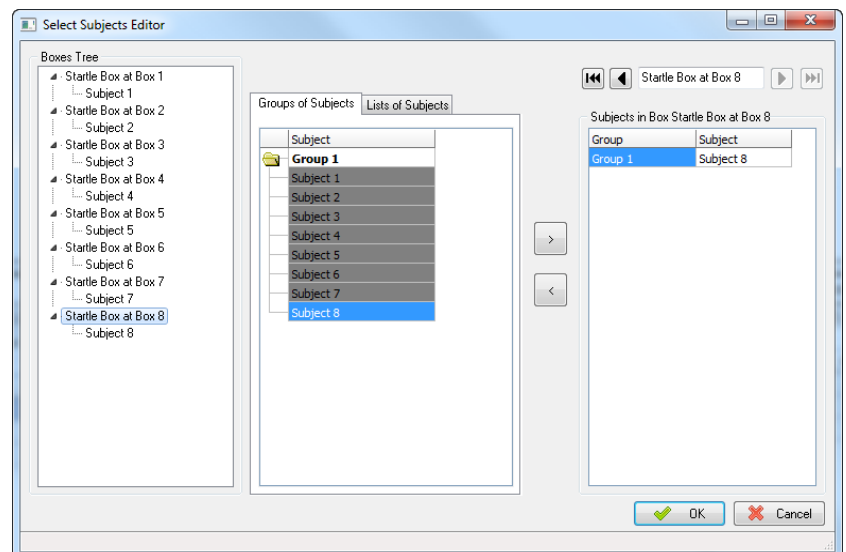 Select Subjects Editor
Boxes Tree
Startle Box at Box 1
Subject 1
Startle Box at Box 2
Subject 2
Startle Box at Box 3
Subject 3
Startle Box at Box 4
Subject 4
Startle Box at Box 5
Subject 5
Startle Box at Box 6
Subject 6
Startle Box at Box 7
Subject 7
Startle Box at Box 8
Subject 8
Groups of Subjects Lists of Subjects
Subject
Group 1
Subject 1
Subject 2
Subject 3
Subject 4
Subject 5
Subject 6
Subject 7
Subject 8
>
<
Startle Box at Box 8
Subjects in Box Startle Box at Box 8
Group Subject
Group 1 Subject 8
OK Cancel